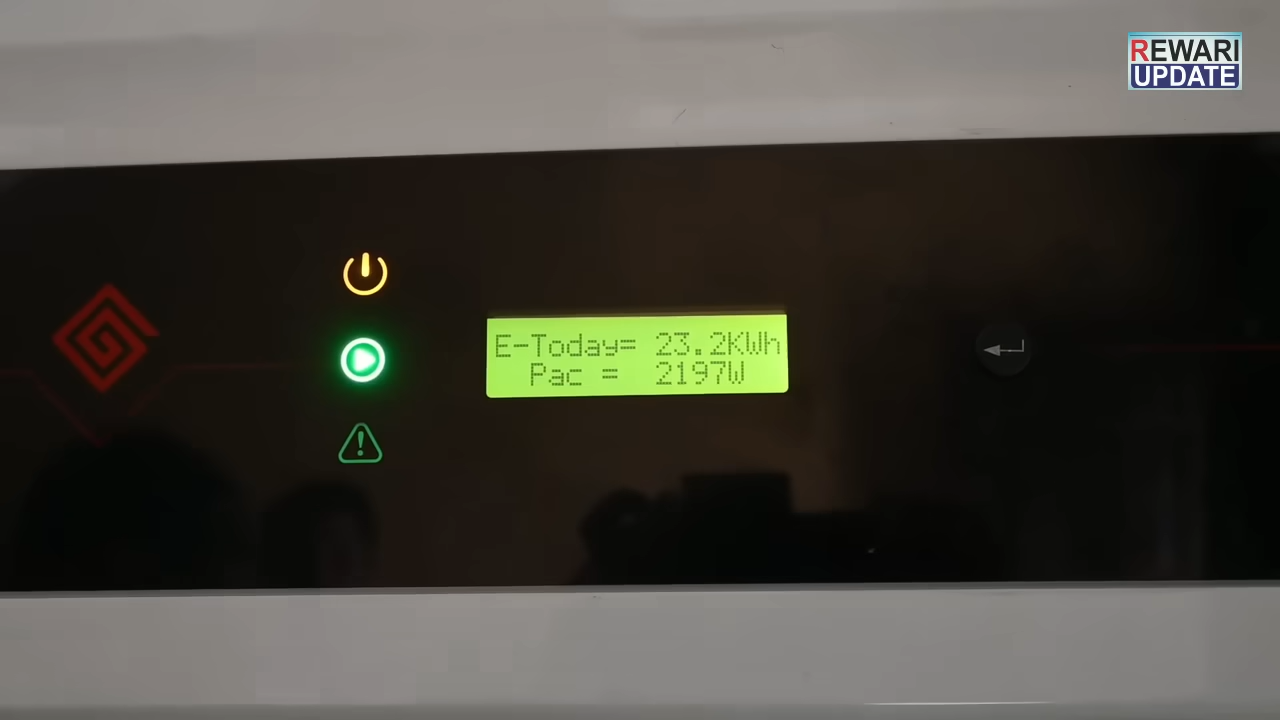 REWARI
UPDATE
E-Today= 23.2KWh
Pac = 2197W